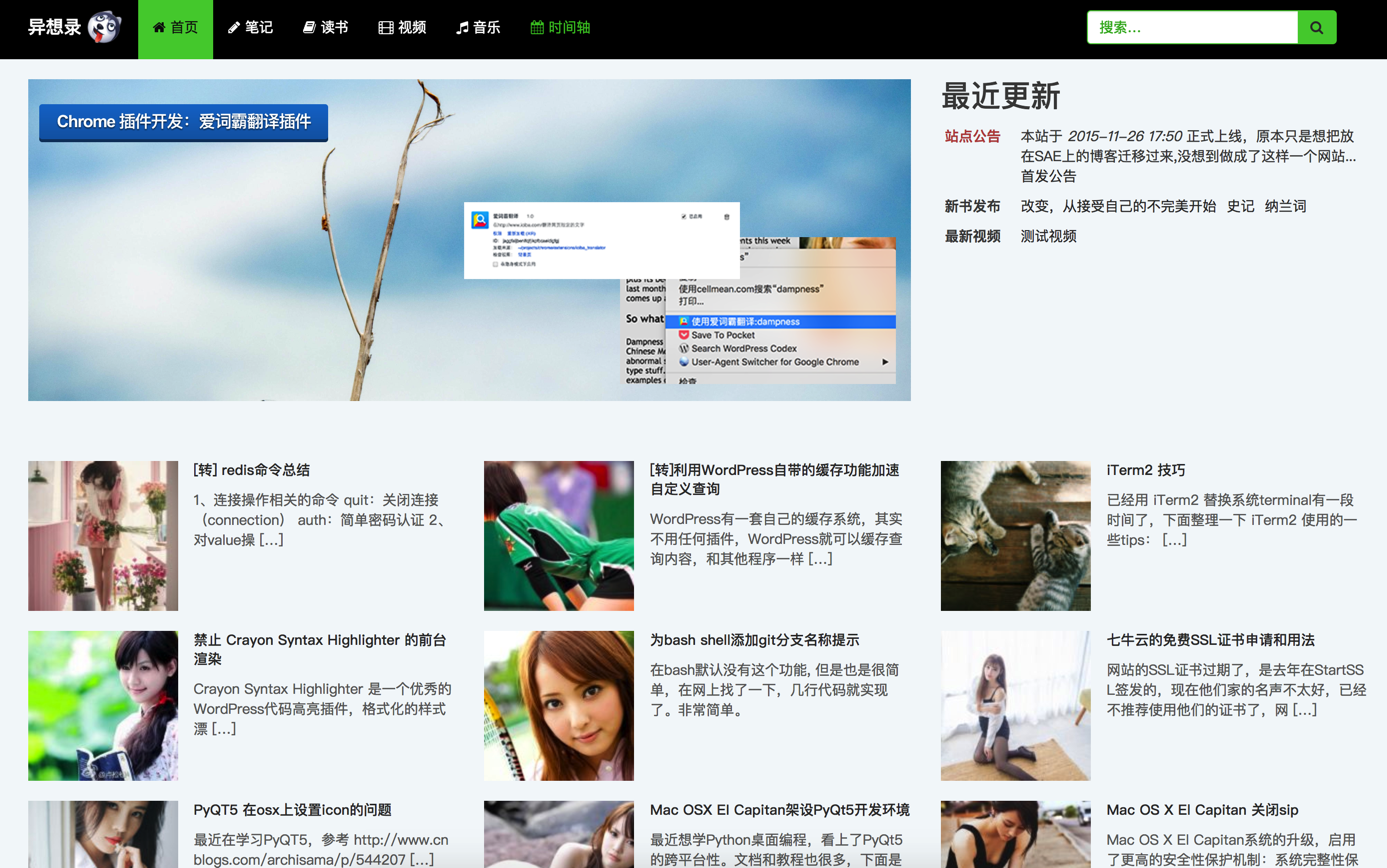 异想录
首页
笔记
读书
视频
音乐
时间轴
搜索...
Chrome 插件开发：爱词霸翻译插件
爱词霸翻译 1.0
ents this week
s”
使用cellmean.com搜索“dampness”
打印...
last month
comes up a
So what
使用爱词霸翻译:dampness
Save To Pocket
Search WordPress Codex
User-Agent Switcher for Google Chrome
Dampness
Chinese Me
abnormal s
type stuff.
examples o
检查
最近更新
站点公告 本站于 2015-11-26 17:50 正式上线，原本只是想把放
在SAE上的博客迁移过来,没想到做成了这样一个网站...
首发公告
新书发布 改变，从接受自己的不完美开始 史记 纳兰词
最新视频 测试视频
[转] redis命令总结
1、连接操作相关的命令 quit：关闭连接
（connection） auth：简单密码认证 2、
对value操 [...]
[转]利用WordPress自带的缓存功能加速
自定义查询
WordPress有一套自己的缓存系统，其实
不用任何插件，WordPress就可以缓存查
询内容，和其他程序一样 [...]
iTerm2 技巧
已经用 iTerm2 替换系统terminal有一段
时间了，下面整理一下 iTerm2 使用的一
些tips： [...]
禁止 Crayon Syntax Highlighter 的前台
渲染
Crayon Syntax Highlighter 是一个优秀的
WordPress代码高亮插件，格式化的样式
漂 [...]
为bash shell添加git分支名称提示
在bash默认没有这个功能, 但是也是很简
单，在网上找了一下，几行代码就实现
了。非常简单。
七牛云的免费SSL证书申请和用法
网站的SSL证书过期了，是去年在StartSS
L签发的，现在他们家的名声不太好，已经
不推荐使用他们的证书了，网 [...]
PyQT5 在osx上设置icon的问题
最近在学习PyQT5，参考 http://www.cn
blogs.com/archisama/p/544207 [...]
Mac OSX EI Capitan架设PyQt5开发环境
最近想学Python桌面编程，看上了PyQt5
的跨平台性。文档和教程也很多，下面是
Mac OS X EI Capitan 关闭sip
Mac OS X EI Capitan系统的升级，启用
了更高的安全性保护机制：系统完整性保